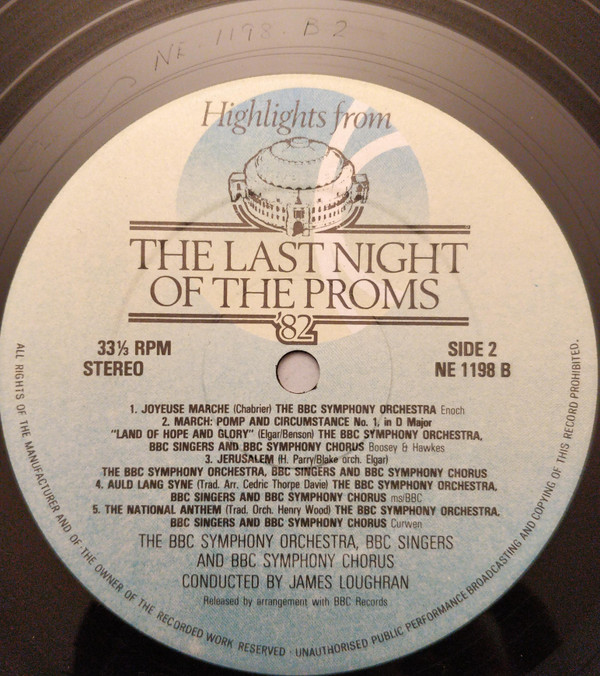 NE · 1198 · B 2
Highlights from
THE LAST NIGHT
OF THE PROMS
'82
33⅓ RPM
STEREO
SIDE 2
NE 1198 B
1. JOYEUSE MARCHE (Chabrier) THE BBC SYMPHONY ORCHESTRA Enoch
2. MARCH: POMP AND CIRCUMSTANCE No. 1, in D Major
"LAND OF HOPE AND GLORY" (Elgar/Benson) THE BBC SYMPHONY ORCHESTRA,
BBC SINGERS AND BBC SYMPHONY CHORUS Boosey & Hawkes
3. JERUSALEM (H. Parry/Blake orch. Elgar)
THE BBC SYMPHONY ORCHESTRA, BBC SINGERS AND BBC SYMPHONY CHORUS
4. AULD LANG SYNE (Trad. Arr. Cedric Thorpe Davie) THE BBC SYMPHONY ORCHESTRA,
BBC SINGERS AND BBC SYMPHONY CHORUS ms/BBC
5. THE NATIONAL ANTHEM (Trad. Orch. Henry Wood) THE BBC SYMPHONY ORCHESTRA,
BBC SINGERS AND BBC SYMPHONY CHORUS Curwen
THE BBC SYMPHONY ORCHESTRA, BBC SINGERS
AND BBC SYMPHONY CHORUS
CONDUCTED BY JAMES LOUGHRAN
Released by arrangement with BBC Records
ALL RIGHTS OF THE MANUFACTURER AND OF THE OWNER OF THE RECORDED WORK RESERVED · UNAUTHORISED PUBLIC PERFORMANCE BROADCASTING AND COPYING OF THIS RECORD PROHIBITED.